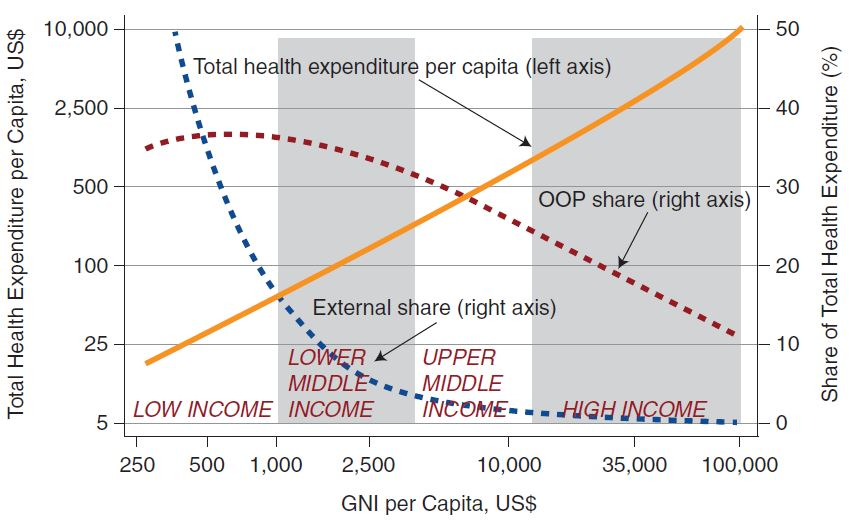 Total Health Expenditure per Capita, US$
10,000
2,500
500
100
25
5
Total health expenditure per capita (left axis)
OOP share (right axis)
External share (right axis)
LOW INCOME
LOWER
MIDDLE
INCOME
UPPER
MIDDLE
INCOME
HIGH INCOME
50
40
30
20
10
0
Share of Total Health Expenditure (%)
250 500 1,000 2,500 10,000 35,000 100,000
GNI per Capita, US$